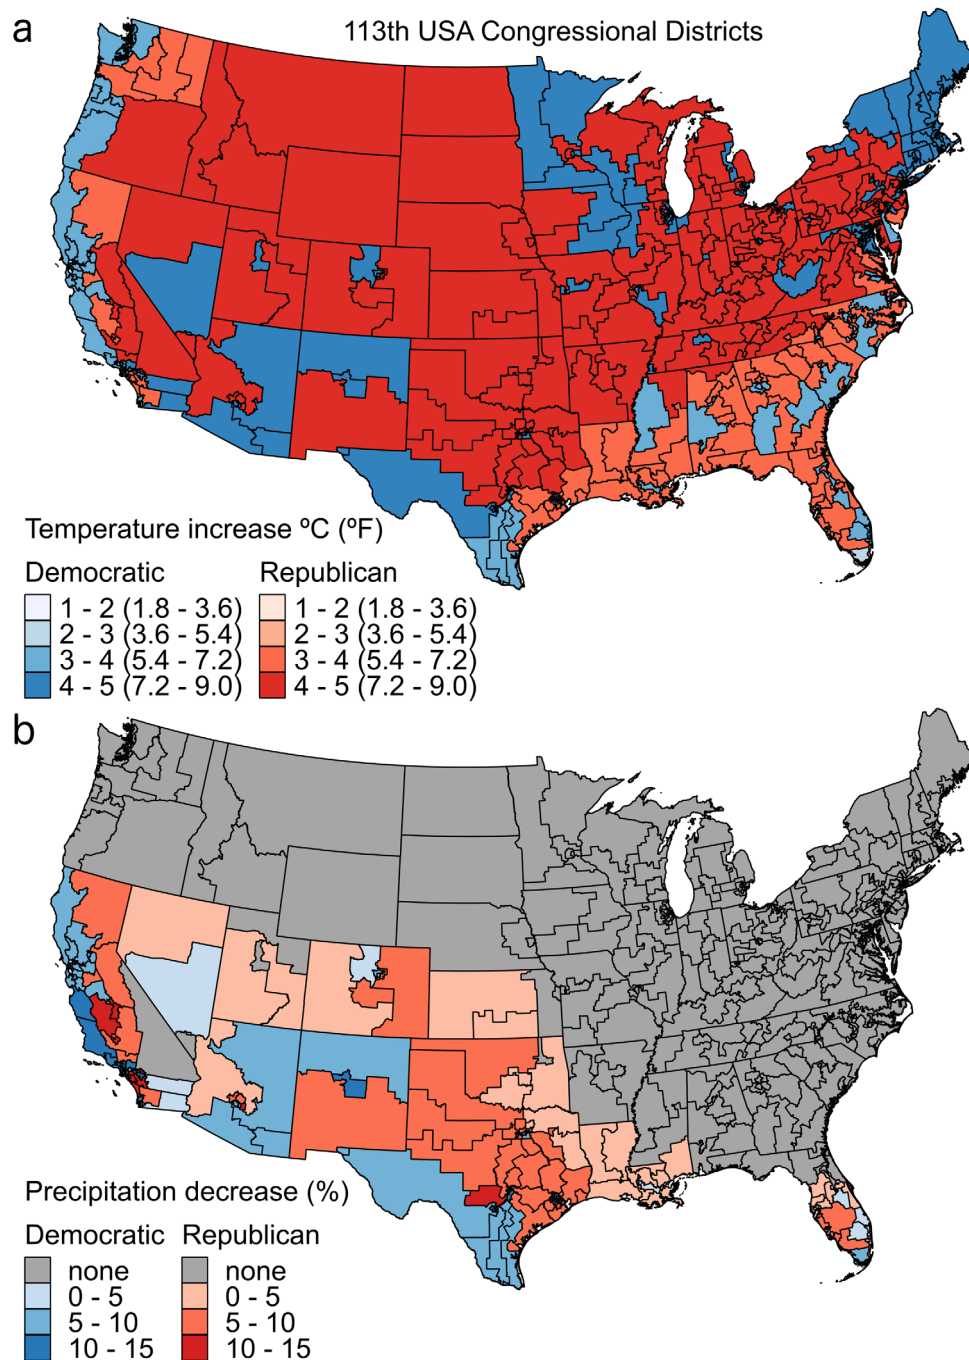 a
113th USA Congressional Districts
Temperature increase ºC (ºF)
Democratic Republican
1 - 2 (1.8 - 3.6) 1 - 2 (1.8 - 3.6)
2 - 3 (3.6 - 5.4) 2 - 3 (3.6 - 5.4)
3 - 4 (5.4 - 7.2) 3 - 4 (5.4 - 7.2)
4 - 5 (7.2 - 9.0) 4 - 5 (7.2 - 9.0)
b
Precipitation decrease (%)
Democratic Republican
none none
0 - 5 0 - 5
5 - 10 5 - 10
10 - 15 10 - 15